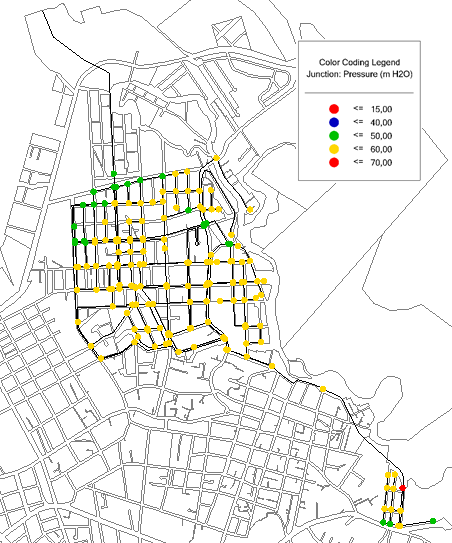 Color Coding Legend
Junction: Pressure (m H2O)
<= 15,00
<= 40,00
<= 50,00
<= 60,00
<= 70,00